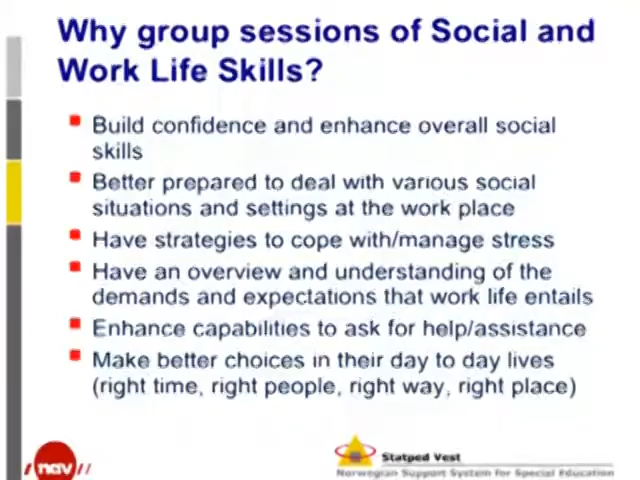 Why group sessions of Social and
Work Life Skills?
Build confidence and enhance overall social
skills
Better prepared to deal with various social
situations and settings at the work place
Have strategies to cope with/manage stress
Have an overview and understanding of the
demands and expectations that work life entails
Enhance capabilities to ask for help/assistance
Make better choices in their day to day lives
(right time, right people, right way, right place)
nav
Statped Vest
Norwegian Support System for Special Education